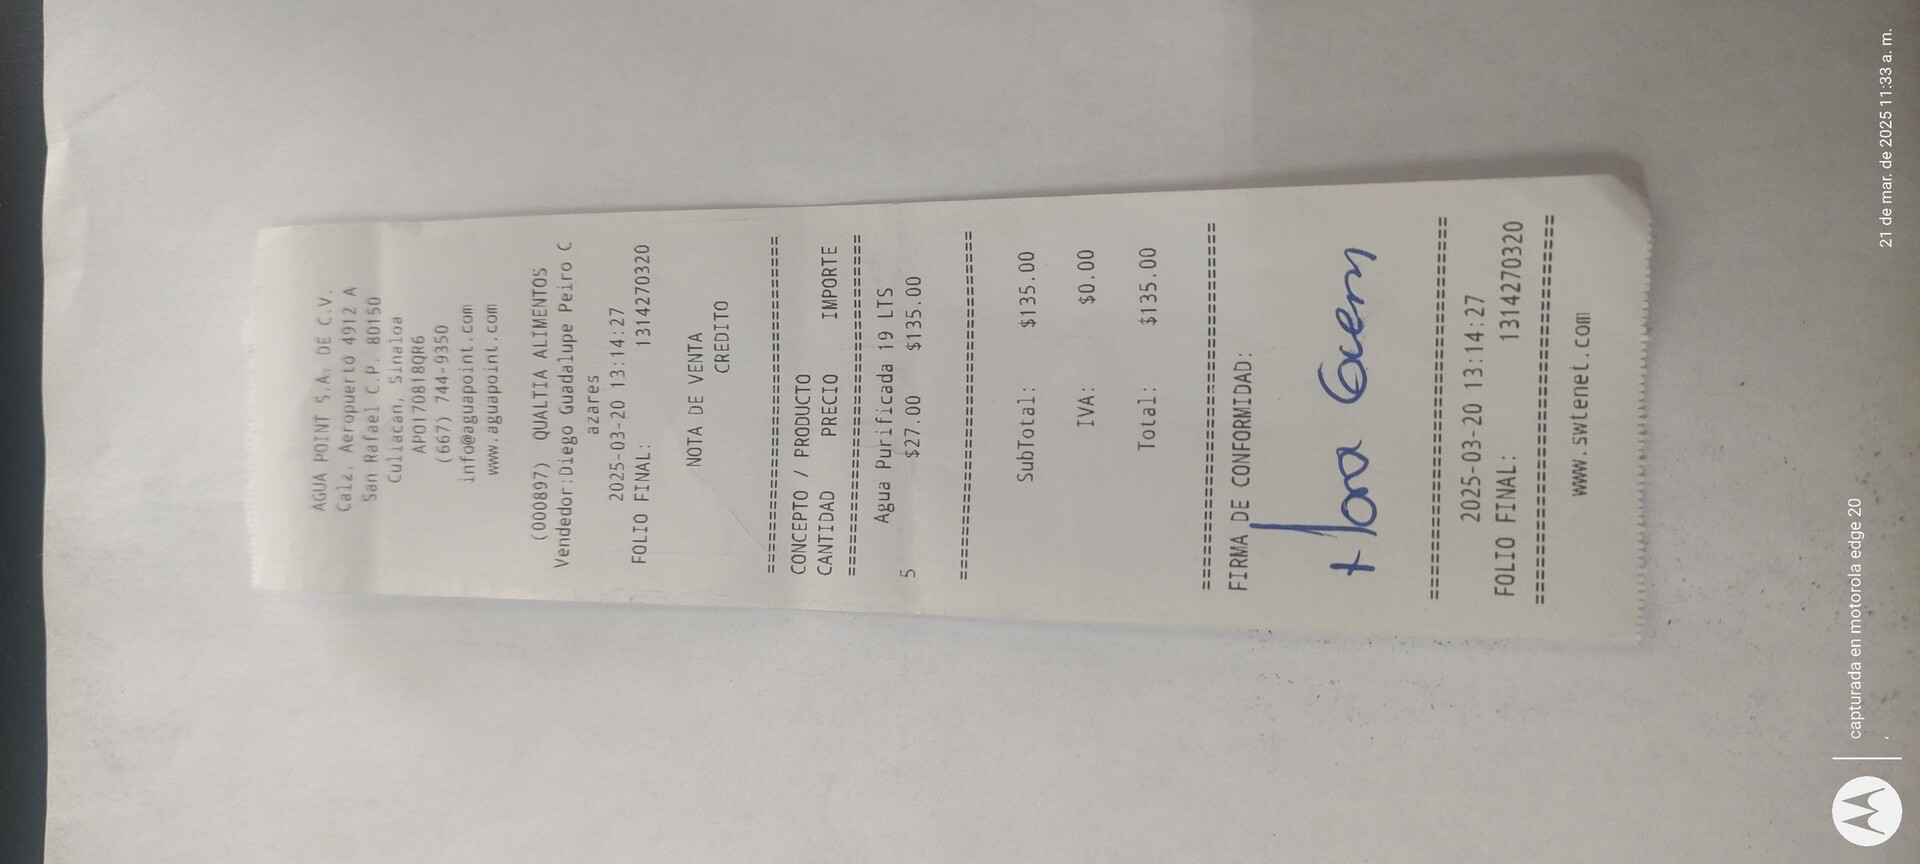 AGUA POINT S.A. DE C.V.
Calz. Aeropuerto 4912 A
San Rafael C.P. 80150
Culiacan, Sinaloa
APO170818QR6
(667) 744-9350
info@aguapoint.com
www.aguapoint.com
(000897) QUALTIA ALIMENTOS
Vendedor:Diego Guadalupe Peiro C
azares
2025-03-20 13:14:27
FOLIO FINAL: 1314270320
NOTA DE VENTA
CREDITO
================================
CONCEPTO / PRODUCTO
CANTIDAD PRECIO IMPORTE
================================
Agua Purificada 19 LTS
5 $27.00 $135.00
================================
SubTotal: $135.00
IVA: $0.00
Total: $135.00
================================
FIRMA DE CONFORMIDAD:
================================
2025-03-20 13:14:27
FOLIO FINAL: 1314270320
================================
www.swtenet.com
capturada en motorola edge 20
21 de mar. de 2025 11:33 a. m.